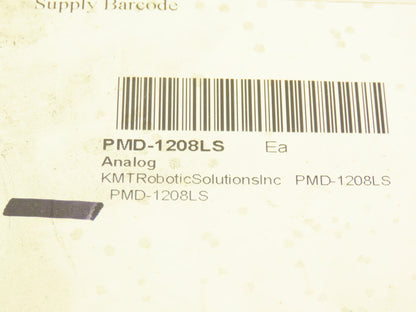 Supply Barcode
PMD-1208LS Ea
Analog
KMTRoboticSolutionsInc PMD-1208LS
PMD-1208LS